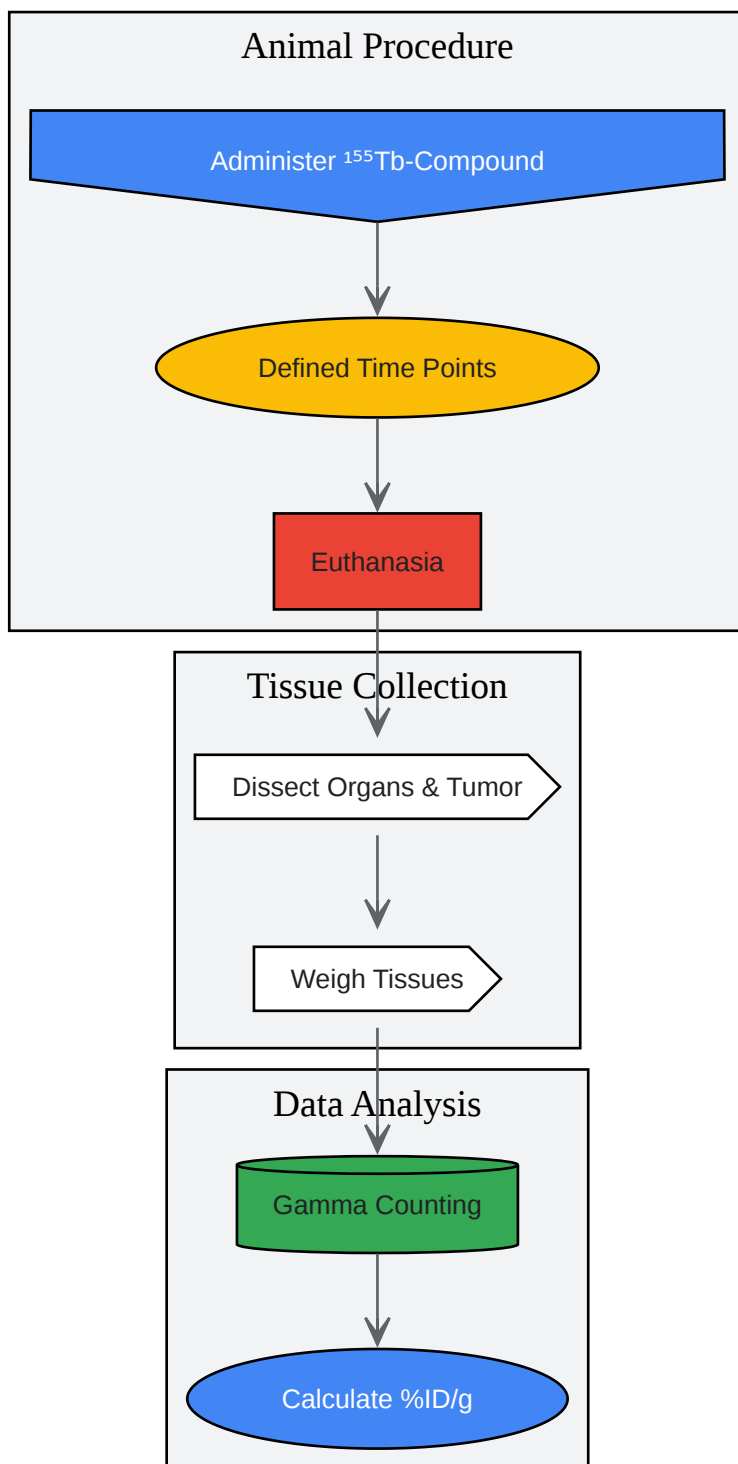 Animal Procedure
Administer ¹⁵⁵Tb-Compound
Defined Time Points
Euthanasia
Tissue Collection
Dissect Organs & Tumor
Weigh Tissues
Data Analysis
Gamma Counting
Calculate %ID/g